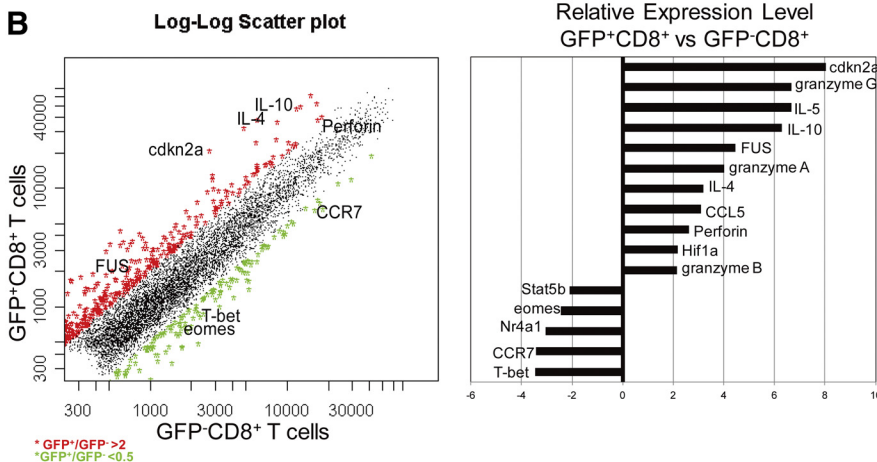 B
Log-Log Scatter plot
GFP⁺CD8⁺ T cells
40000
10000
3000
1000
300
IL-10
IL-4
Perforin
cdkn2a
CCR7
FUS
T-bet
eomes
300 1000 3000 10000 30000
GFP⁻CD8⁺ T cells
* GFP⁺/GFP⁻ >2
*GFP⁺/GFP⁻ <0.5
Relative Expression Level
GFP⁺CD8⁺ vs GFP⁻CD8⁺
cdkn2a
granzyme G
IL-5
IL-10
FUS
granzyme A
IL-4
CCL5
Perforin
Hif1a
granzyme B
Stat5b
eomes
Nr4a1
CCR7
T-bet
-6 -4 -2 0 2 4 6 8 10